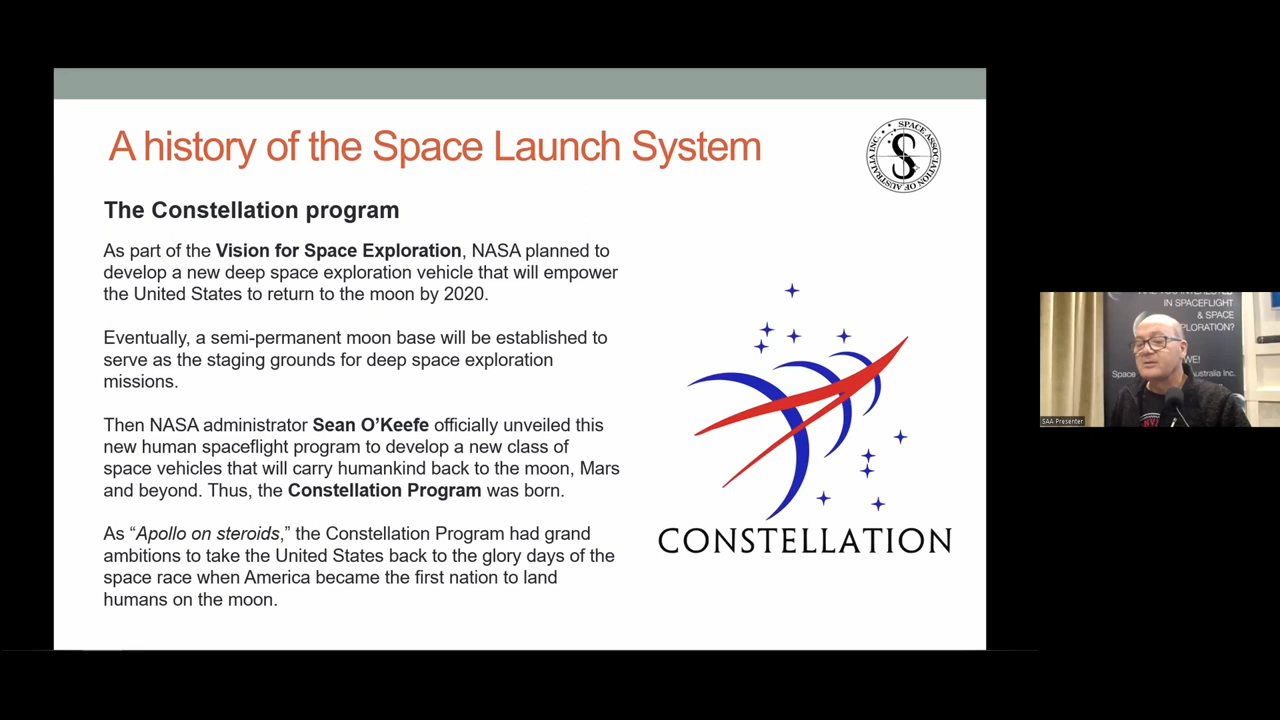 A history of the Space Launch System
SPACE ASSOCIATION OF AUSTRALIA INC.
The Constellation program
As part of the Vision for Space Exploration, NASA planned to
develop a new deep space exploration vehicle that will empower
the United States to return to the moon by 2020.
Eventually, a semi-permanent moon base will be established to
serve as the staging grounds for deep space exploration
missions.
Then NASA administrator Sean O’Keefe officially unveiled this
new human spaceflight program to develop a new class of
space vehicles that will carry humankind back to the moon, Mars
and beyond. Thus, the Constellation Program was born.
As “Apollo on steroids,” the Constellation Program had grand
ambitions to take the United States back to the glory days of the
space race when America became the first nation to land
humans on the moon.
CONSTELLATION
IN SPACEFLIGHT
& SPACE
PLORATION?
WE!
Space
ustralia Inc.
SAA Presenter